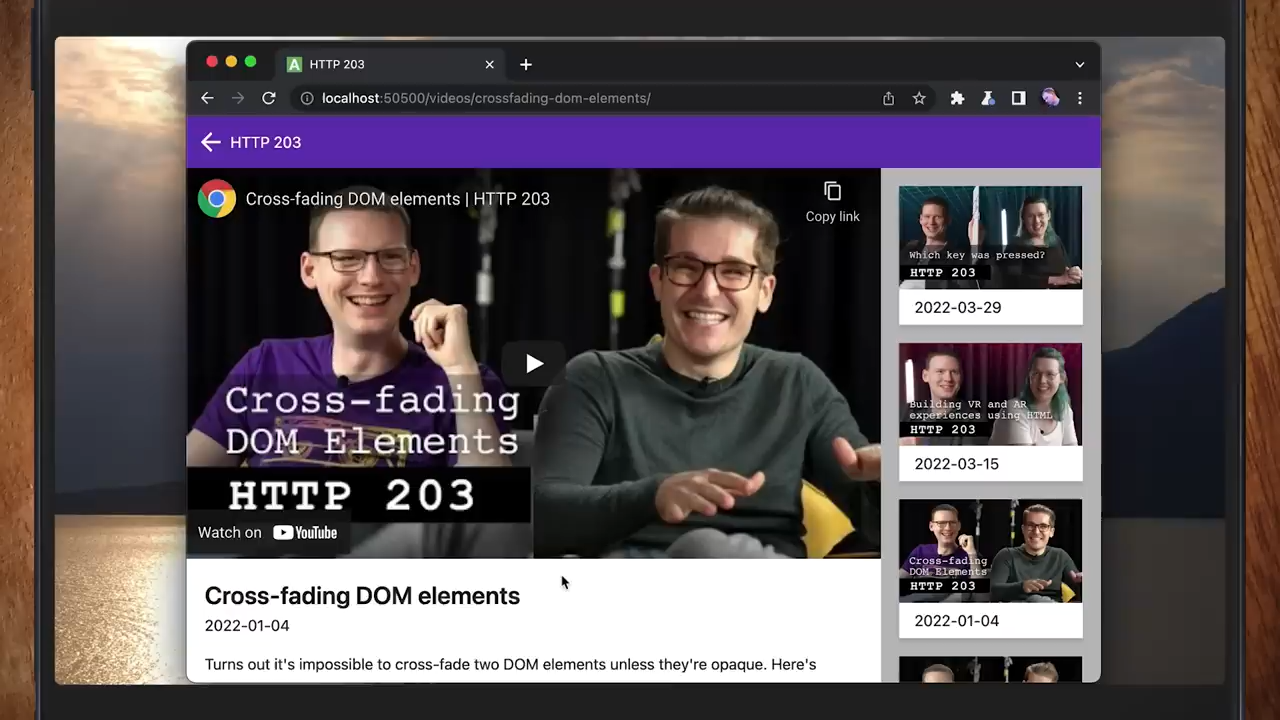 HTTP 203
localhost:50500/videos/crossfading-dom-elements/
HTTP 203
Cross-fading DOM elements | HTTP 203
Copy link
Cross-fading
DOM Elements
HTTP 203
Watch on YouTube
Cross-fading DOM elements
2022-01-04
Turns out it's impossible to cross-fade two DOM elements unless they're opaque. Here's
Which key was pressed?
HTTP 203
2022-03-29
Building VR and AR
experiences using HTML
HTTP 203
2022-03-15
Cross-fading
DOM Elements
HTTP 203
2022-01-04